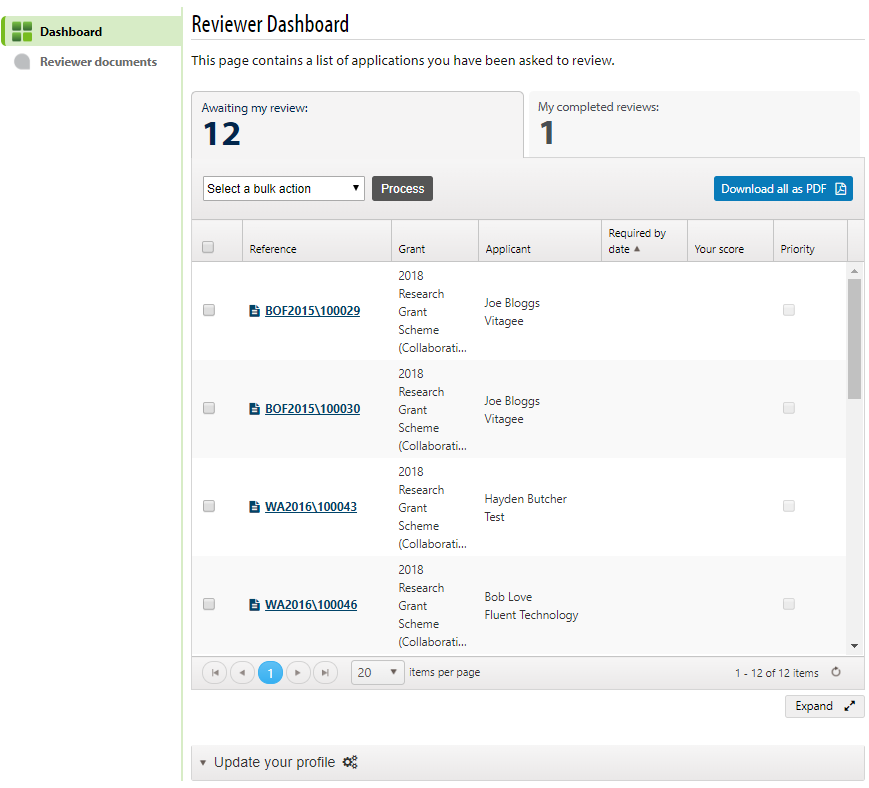 Dashboard
Reviewer documents
Reviewer Dashboard
This page contains a list of applications you have been asked to review.
Awaiting my review:
12
My completed reviews:
1
Select a bulk action
Process
Download all as PDF
Reference
Grant
Applicant
Required by
date
Your score
Priority
BOF2015\100029
2018
Research
Grant
Scheme
(Collaborati...
Joe Bloggs
Vitagee
BOF2015\100030
2018
Research
Grant
Scheme
(Collaborati...
Joe Bloggs
Vitagee
WA2016\100043
2018
Research
Grant
Scheme
(Collaborati...
Hayden Butcher
Test
WA2016\100046
2018
Research
Grant
Scheme
(Collaborati...
Bob Love
Fluent Technology
1
20
items per page
1 - 12 of 12 items
Expand
Update your profile